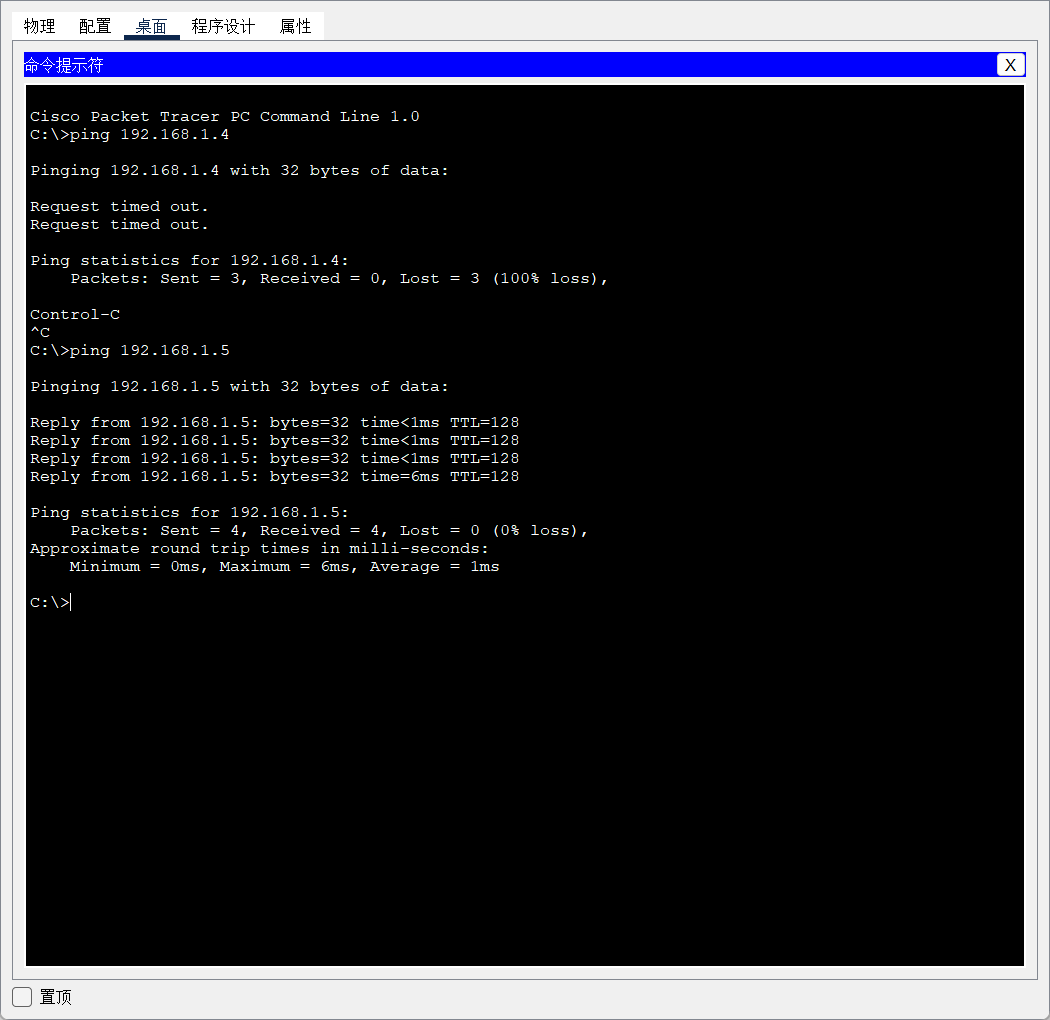 物理 配置 桌面 程序设计 属性
命令提示符 X
Cisco Packet Tracer PC Command Line 1.0
C:\>ping 192.168.1.4
Pinging 192.168.1.4 with 32 bytes of data:
Request timed out.
Request timed out.
Ping statistics for 192.168.1.4:
    Packets: Sent = 3, Received = 0, Lost = 3 (100% loss),
Control-C
^C
C:\>ping 192.168.1.5
Pinging 192.168.1.5 with 32 bytes of data:
Reply from 192.168.1.5: bytes=32 time<1ms TTL=128
Reply from 192.168.1.5: bytes=32 time<1ms TTL=128
Reply from 192.168.1.5: bytes=32 time<1ms TTL=128
Reply from 192.168.1.5: bytes=32 time=6ms TTL=128
Ping statistics for 192.168.1.5:
    Packets: Sent = 4, Received = 4, Lost = 0 (0% loss),
Approximate round trip times in milli-seconds:
    Minimum = 0ms, Maximum = 6ms, Average = 1ms
C:\>
置顶